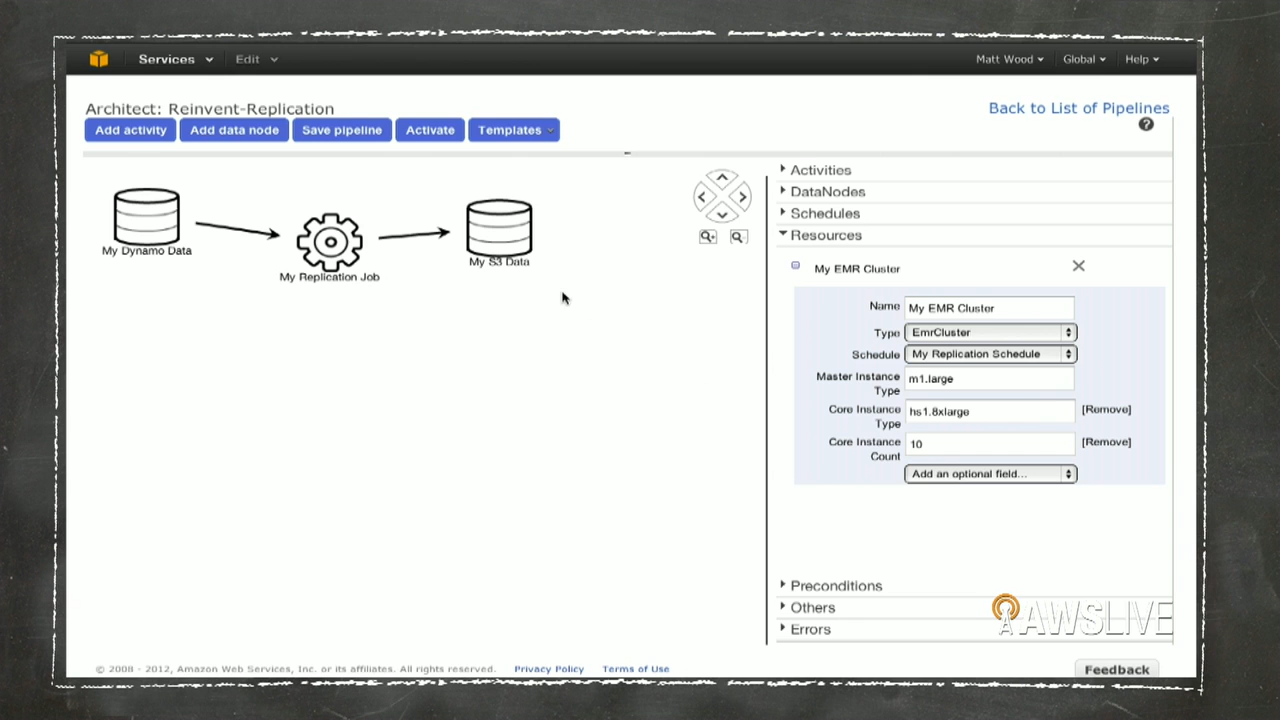 Services Edit Matt Wood Global Help
Architect: Reinvent-Replication
Back to List of Pipelines
Add activity Add data node Save pipeline Activate Templates
?
My Dynamo Data
My Replication Job
My S3 Data
Activities
DataNodes
Schedules
Resources
My EMR Cluster
Name My EMR Cluster
Type EmrCluster
Schedule My Replication Schedule
Master Instance Type m1.large
Core Instance Type hs1.8xlarge [Remove]
Core Instance Count 10 [Remove]
Add an optional field...
Preconditions
Others
Errors
AWSLIVE
© 2008 - 2012, Amazon Web Services, Inc. or its affiliates. All rights reserved. Privacy Policy Terms of Use
Feedback